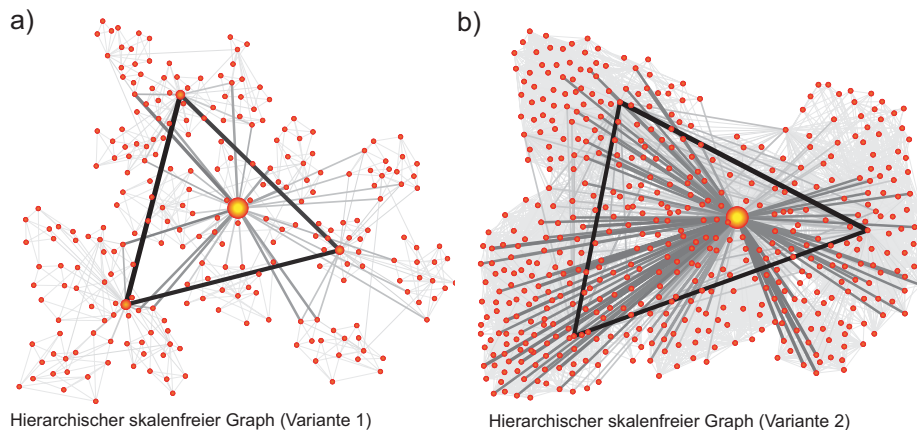 a)
b)
Hierarchischer skalenfreier Graph (Variante 1)
Hierarchischer skalenfreier Graph (Variante 2)